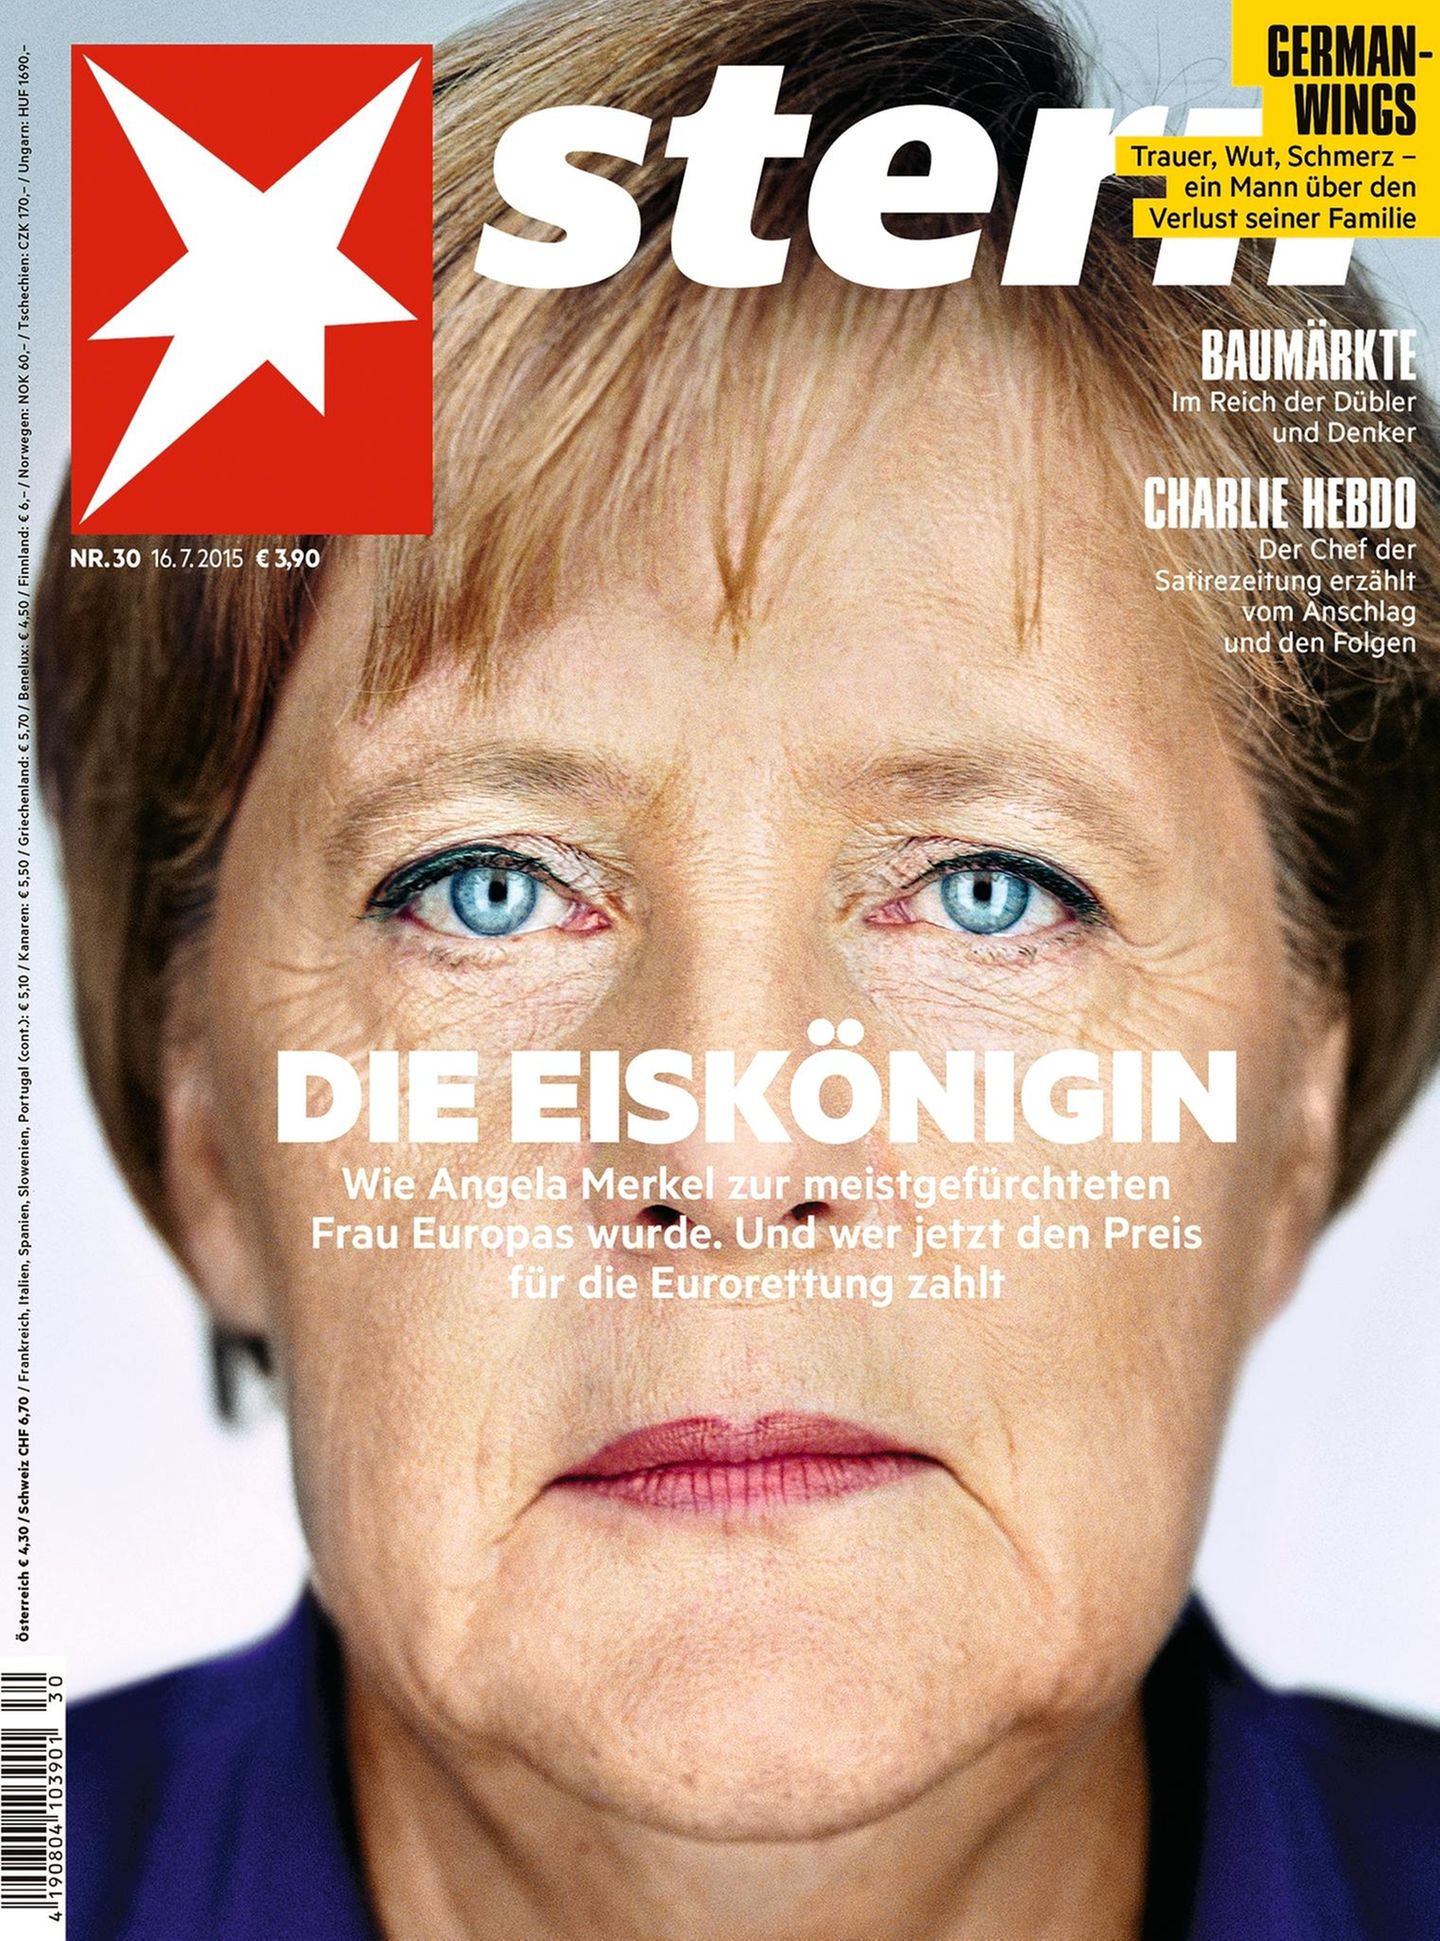 stern
GERMAN-
WINGS
Trauer, Wut, Schmerz –
ein Mann über den
Verlust seiner Familie
BAUMÄRKTE
Im Reich der Dübler
und Denker
CHARLIE HEBDO
Der Chef der
Satirezeitung erzählt
vom Anschlag
und den Folgen
NR. 30 16.7.2015 € 3,90
DIE EISKÖNIGIN
Wie Angela Merkel zur meistgefürchteten
Frau Europas wurde. Und wer jetzt den Preis
für die Eurorettung zahlt
Österreich € 4,30 / Schweiz CHF 6,70 / Frankreich, Italien, Spanien, Slowenien, Portugal (cont.): € 5,10 / Kanaren: € 5,50 / Griechenland: € 5,70 / Benelux: € 4,50 / Finnland: € 6,– / Norwegen: NOK 60,– / Tschechien: CZK 170,– / Ungarn: HUF 1690,–
4 190804 103901
30